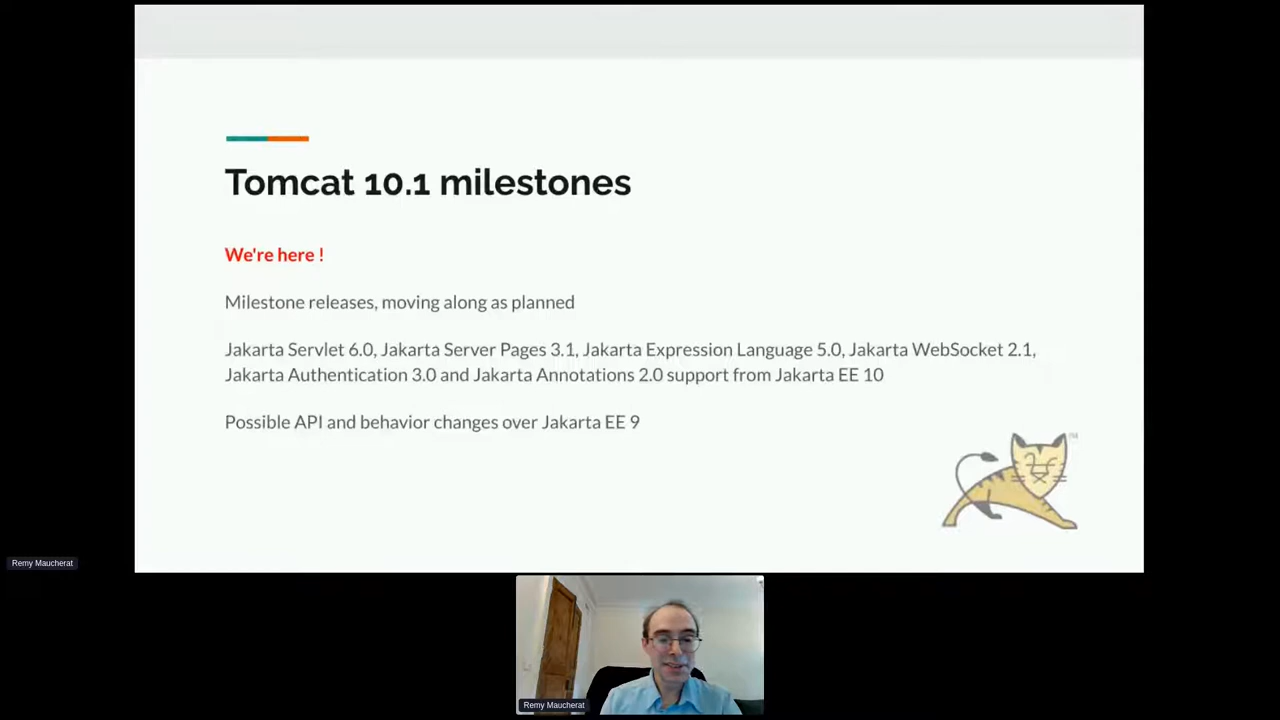 Tomcat 10.1 milestones
We're here !
Milestone releases, moving along as planned
Jakarta Servlet 6.0, Jakarta Server Pages 3.1, Jakarta Expression Language 5.0, Jakarta WebSocket 2.1,
Jakarta Authentication 3.0 and Jakarta Annotations 2.0 support from Jakarta EE 10
Possible API and behavior changes over Jakarta EE 9
TM
Remy Maucherat
Remy Maucherat